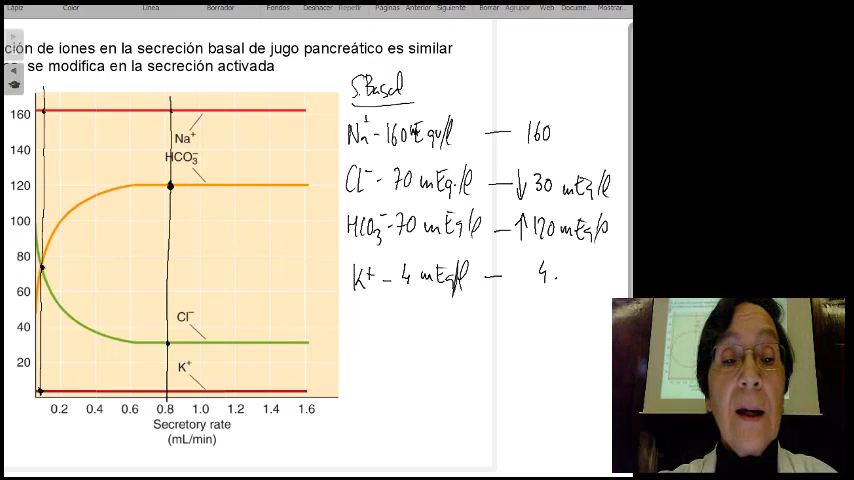 Lápiz Color Línea Borrador Fondos Deshacer Repetir Páginas Anterior Siguiente Borrar Agrupar Web Docume... Mostrar...
ción de iones en la secreción basal de jugo pancreático es similar
se modifica en la secreción activada
S. Basal
Na+ - 160 mEqv/l — 160
Cl- - 70 mEq/l — ↓ 30 mEq/l
HCO3- - 70 mEq/l — ↑ 120 mEq/l
K+ - 4 mEq/l — 4.
160
140
120
100
80
60
40
20
Na+
HCO3-
Cl-
K+
0.2 0.4 0.6 0.8 1.0 1.2 1.4 1.6
Secretory rate
(mL/min)